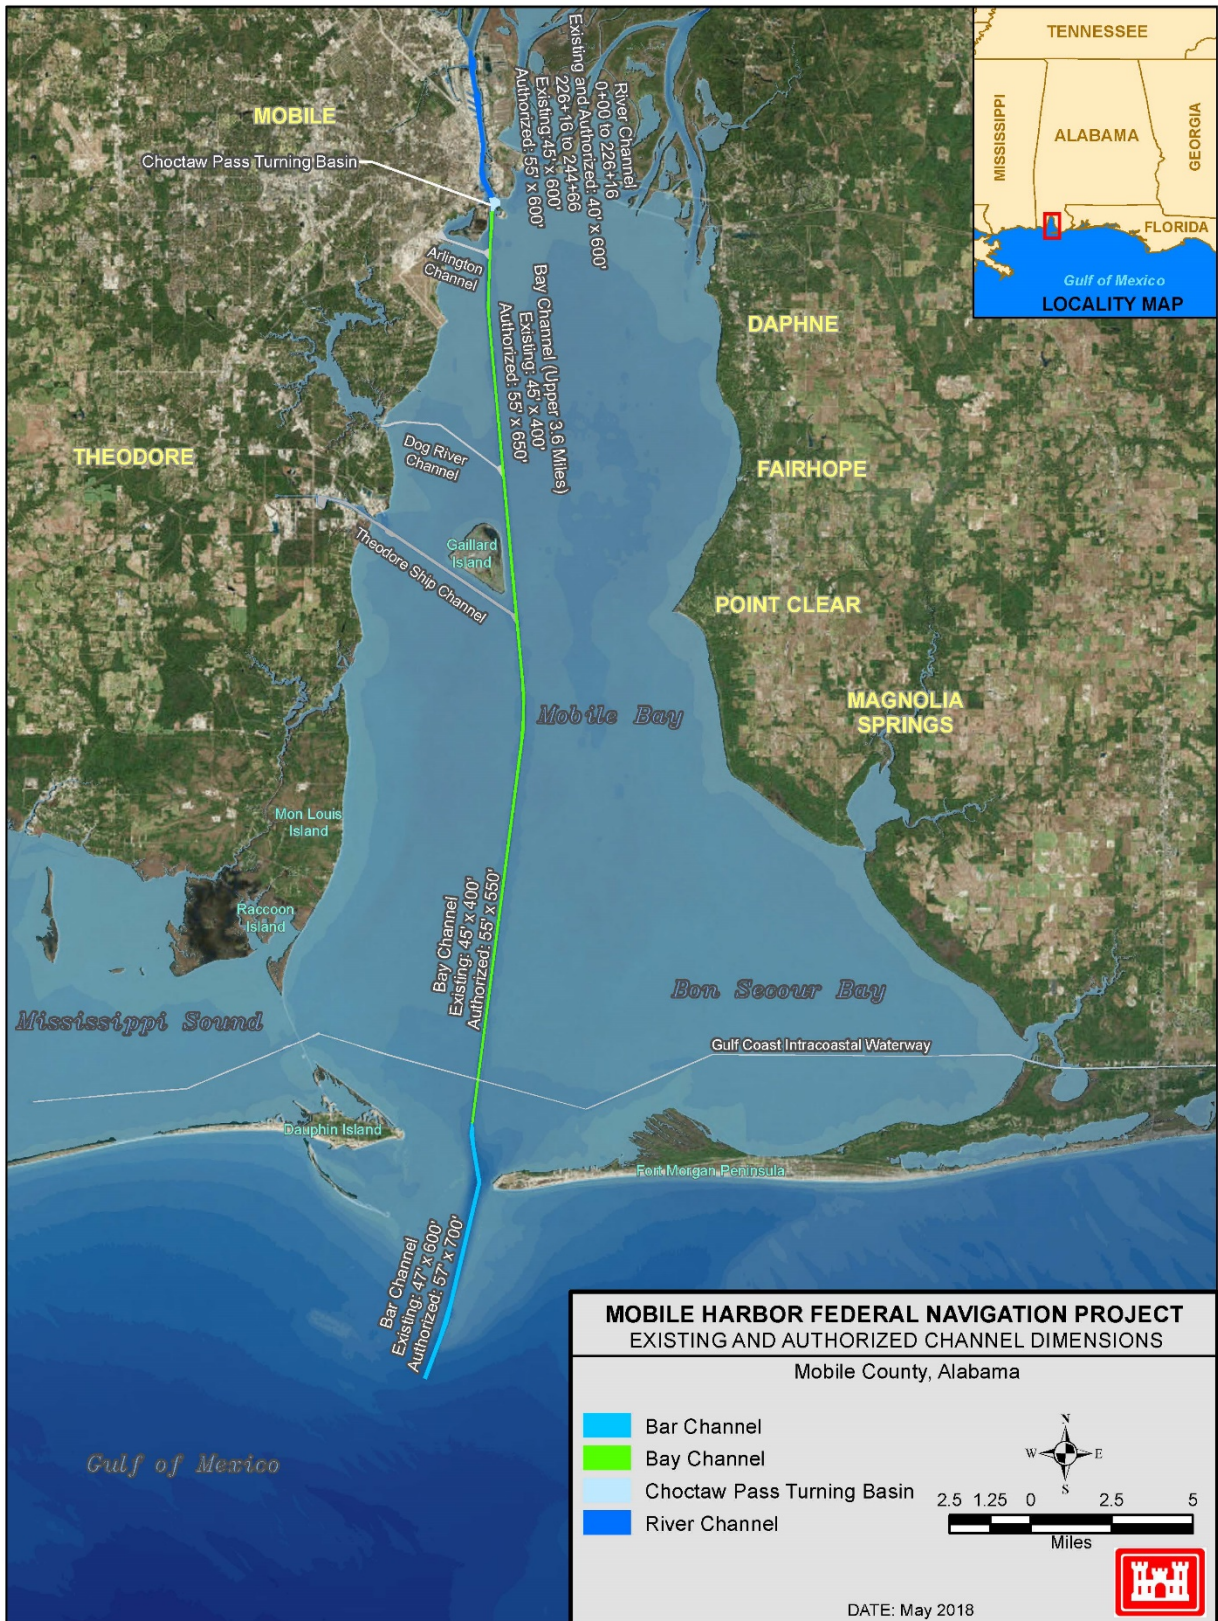 TENNESSEE
MISSISSIPPI
ALABAMA
GEORGIA
FLORIDA
Gulf of Mexico
LOCALITY MAP
MOBILE
Choctaw Pass Turning Basin
River Channel
0+00 to 226+16
Existing and Authorized: 40' x 600'
226+16 to 244+66
Existing:45' x 600'
Authorized: 55' x 600'
Arlington
Channel
Bay Channel (Upper 3.6 Miles)
Existing: 45' x 400'
Authorized: 55' x 650'
DAPHNE
THEODORE
Dog River
Channel
FAIRHOPE
Gaillard
Island
Theodore Ship Channel
POINT CLEAR
Mobile Bay
MAGNOLIA
SPRINGS
Mon Louis
Island
Raccoon
Island
Bay Channel
Existing: 45' x 400'
Authorized: 55' x 550'
Bon Secour Bay
Mississippi Sound
Gulf Coast Intracoastal Waterway
Dauphin Island
Fort Morgan Peninsula
Bar Channel
Existing: 47' x 600'
Authorized: 57' x 700'
Gulf of Mexico
MOBILE HARBOR FEDERAL NAVIGATION PROJECT
EXISTING AND AUTHORIZED CHANNEL DIMENSIONS
Mobile County, Alabama
Bar Channel
Bay Channel
Choctaw Pass Turning Basin
River Channel
N
W E
S
2.5 1.25 0 2.5 5
Miles
DATE: May 2018